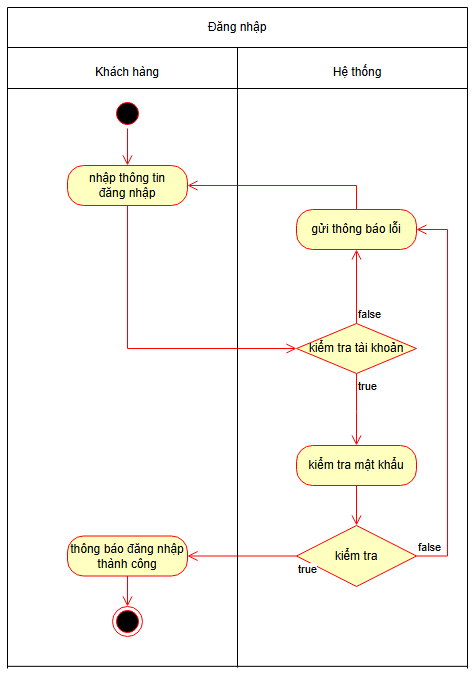 Đăng nhập
Khách hàng
Hệ thống
nhập thông tin
đăng nhập
gửi thông báo lỗi
false
kiểm tra tài khoản
true
kiểm tra mật khẩu
thông báo đăng nhập
thành công
true
kiểm tra
false